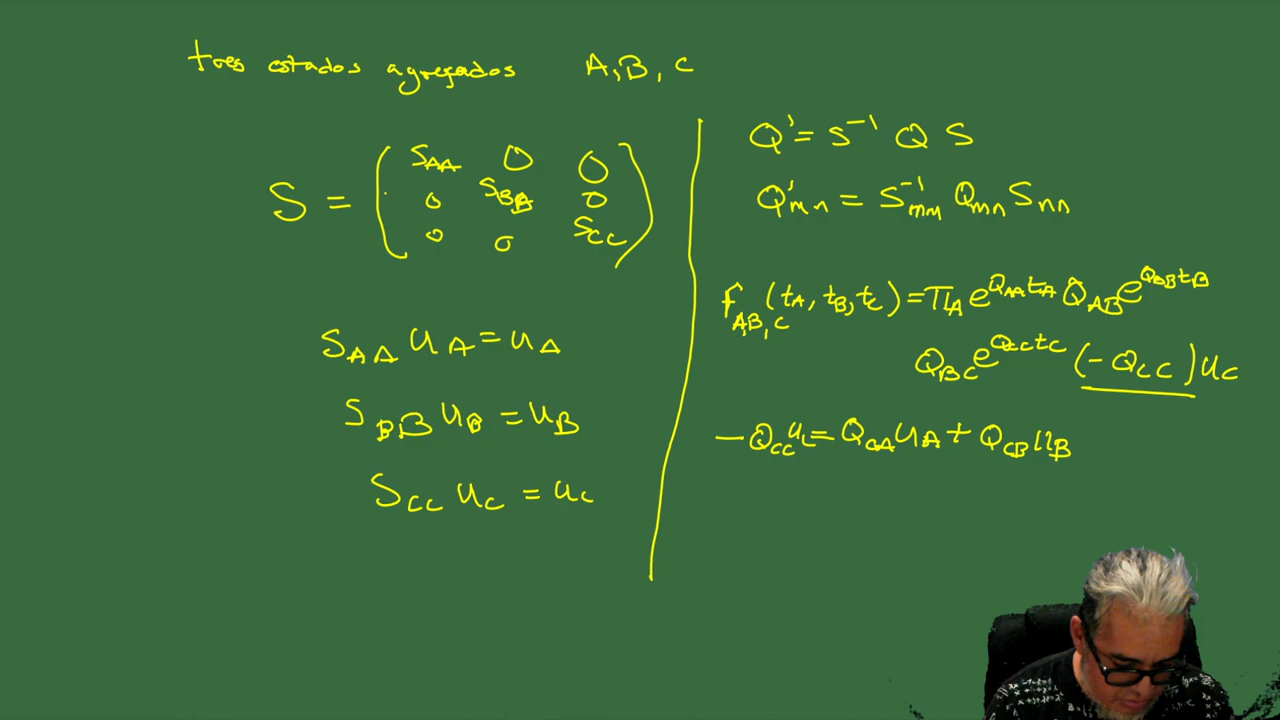 tres estados agregados A, B, C
S = ( S_AA 0 0
0 S_BB 0
0 0 S_CC )
S_AA u_A = u_A
S_BB u_B = u_B
S_CC u_C = u_C
Q' = S^-1 Q S
Q'_mn = S^-1_mm Q_mn S_nn
f_A,B,C (t_A, t_B, t_C) = π_A e^Q_AA t_A Q_AB e^Q_BB t_B
Q_BC e^Q_CC t_C (-Q_CC) u_C
-Q_CC u_C = Q_CA u_A + Q_CB u_B